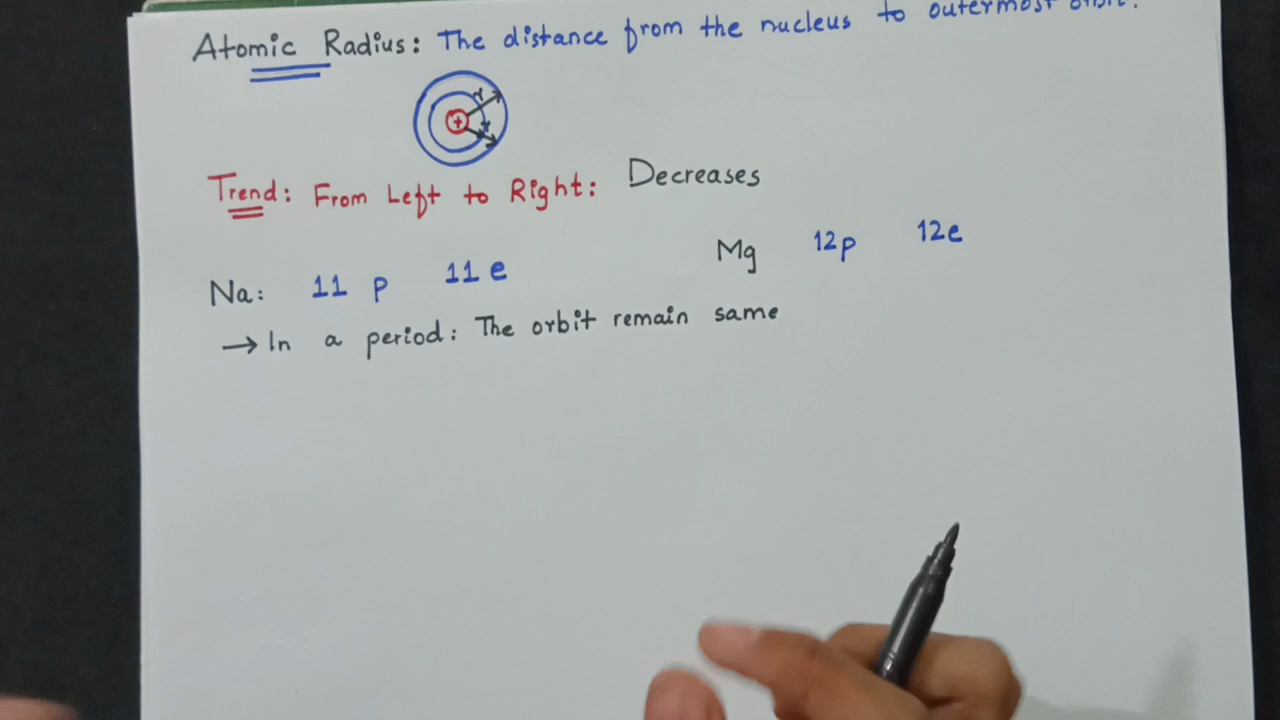 Atomic Radius: The distance from the nucleus to outermost orbit.
+
r
r
Trend: From Left to Right: Decreases
Na: 11 p 11 e Mg 12p 12e
→ In a period: The orbit remain same